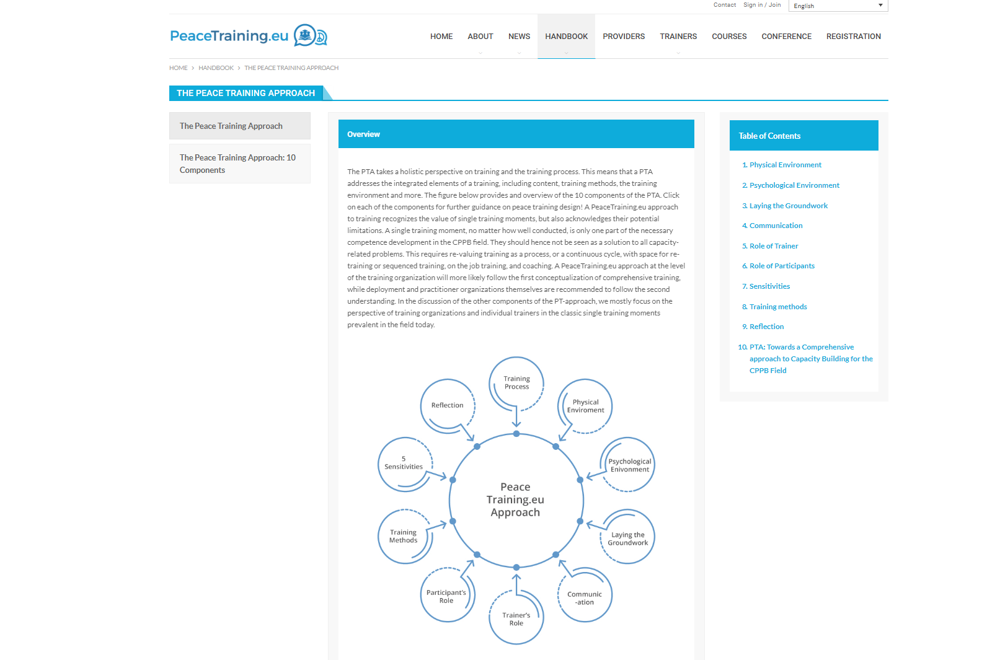 Contact Sign in / Join English
PeaceTraining.eu
HOME ABOUT NEWS HANDBOOK PROVIDERS TRAINERS COURSES CONFERENCE REGISTRATION
HOME > HANDBOOK > THE PEACE TRAINING APPROACH
THE PEACE TRAINING APPROACH
The Peace Training Approach
The Peace Training Approach: 10
Components
Overview
The PTA takes a holistic perspective on training and the training process. This means that a PTA
addresses the integrated elements of a training, including content, training methods, the training
environment and more. The figure below provides and overview of the 10 components of the PTA. Click
on each of the components for further guidance on peace training design! A PeaceTraining.eu approach
to training recognizes the value of single training moments, but also acknowledges their potential
limitations. A single training moment, no matter how well conducted, is only one part of the necessary
competence development in the CPPB field. They should hence not be seen as a solution to all capacity-
related problems. This requires re-valuing training as a process, or a continuous cycle, with space for re-
training or sequenced training, on the job training, and coaching. A PeaceTraining.eu approach at the level
of the training organization will more likely follow the first conceptualization of comprehensive training,
while deployment and practitioner organizations themselves are recommended to follow the second
understanding. In the discussion of the other components of the PT-approach, we mostly focus on the
perspective of training organizations and individual trainers in the classic single training moments
prevalent in the field today.
Training
Process
Physical
Enviroment
Psychological
Enivonment
Laying the
Groundwork
Communic
-ation
Trainer's
Role
Participant's
Role
Training
Methods
5
Sensitivities
Reflection
Peace
Training.eu
Approach
Table of Contents
1. Physical Environment
2. Psychological Environment
3. Laying the Groundwork
4. Communication
5. Role of Trainer
6. Role of Participants
7. Sensitivities
8. Training methods
9. Reflection
10. PTA: Towards a Comprehensive
approach to Capacity Building for the
CPPB Field